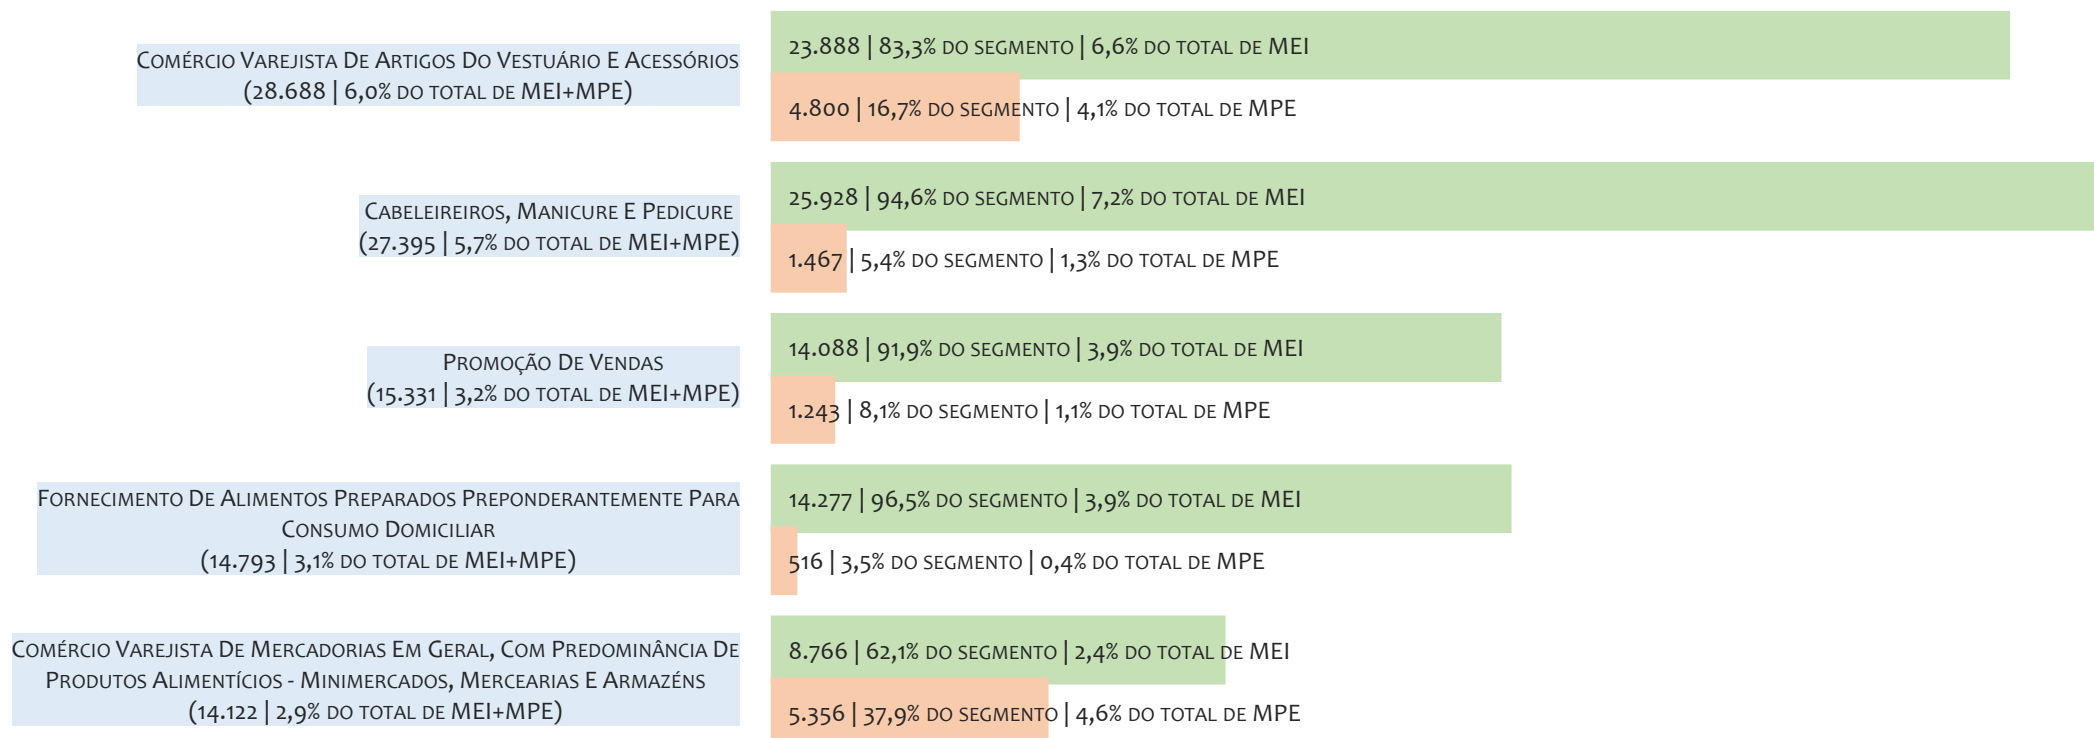 Comércio Varejista De Artigos Do Vestuário E Acessórios
(28.688 | 6,0% do total de MEI+MPE)
23.888 | 83,3% do segmento | 6,6% do total de MEI
4.800 | 16,7% do segmento | 4,1% do total de MPE
Cabeleireiros, Manicure E Pedicure
(27.395 | 5,7% do total de MEI+MPE)
25.928 | 94,6% do segmento | 7,2% do total de MEI
1.467 | 5,4% do segmento | 1,3% do total de MPE
Promoção De Vendas
(15.331 | 3,2% do total de MEI+MPE)
14.088 | 91,9% do segmento | 3,9% do total de MEI
1.243 | 8,1% do segmento | 1,1% do total de MPE
Fornecimento De Alimentos Preparados Preponderantemente Para
Consumo Domiciliar
(14.793 | 3,1% do total de MEI+MPE)
14.277 | 96,5% do segmento | 3,9% do total de MEI
516 | 3,5% do segmento | 0,4% do total de MPE
Comércio Varejista De Mercadorias Em Geral, Com Predominância De
Produtos Alimentícios - Minimercados, Mercearias E Armazéns
(14.122 | 2,9% do total de MEI+MPE)
8.766 | 62,1% do segmento | 2,4% do total de MEI
5.356 | 37,9% do segmento | 4,6% do total de MPE